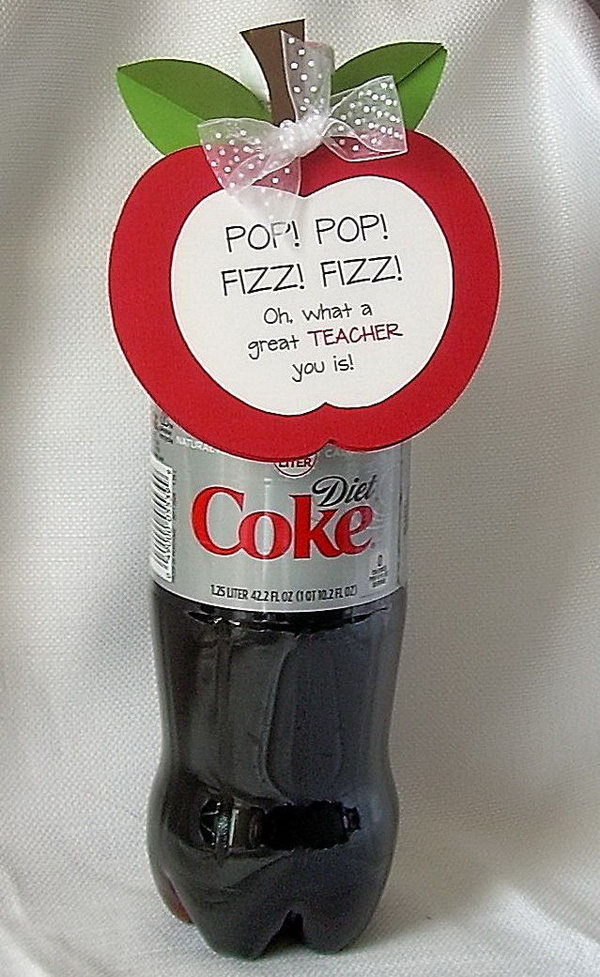 POP! POP!
FIZZ! FIZZ!
Oh, what a
great TEACHER
you is!
LITER
Diet
Coke
1.25 LITER 42.2 FL OZ (1 QT 10.2 FL OZ)